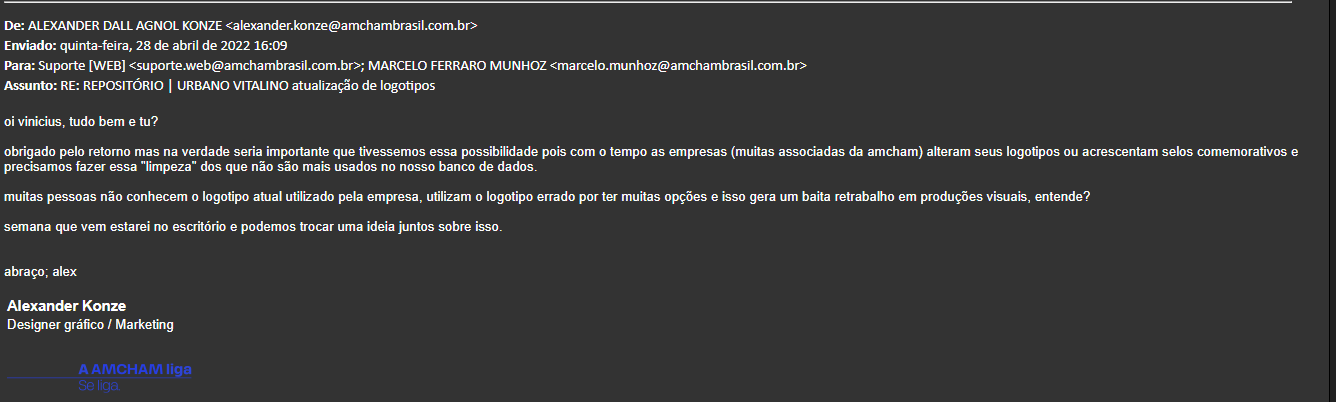 De: ALEXANDER DALL AGNOL KONZE <alexander.konze@amchambrasil.com.br>
Enviado: quinta-feira, 28 de abril de 2022 16:09
Para: Suporte [WEB] <suporte.web@amchambrasil.com.br>; MARCELO FERRARO MUNHOZ <marcelo.munhoz@amchambrasil.com.br>
Assunto: RE: REPOSITÓRIO | URBANO VITALINO atualização de logotipos
oi vinicius, tudo bem e tu?
obrigado pelo retorno mas na verdade seria importante que tivessemos essa possibilidade pois com o tempo as empresas (muitas associadas da amcham) alteram seus logotipos ou acrescentam selos comemorativos e
precisamos fazer essa "limpeza" dos que não são mais usados no nosso banco de dados.
muitas pessoas não conhecem o logotipo atual utilizado pela empresa, utilizam o logotipo errado por ter muitas opções e isso gera um baita retrabalho em produções visuais, entende?
semana que vem estarei no escritório e podemos trocar uma ideia juntos sobre isso.
abraço; alex
Alexander Konze
Designer gráfico / Marketing
A AMCHAM liga
Se liga.